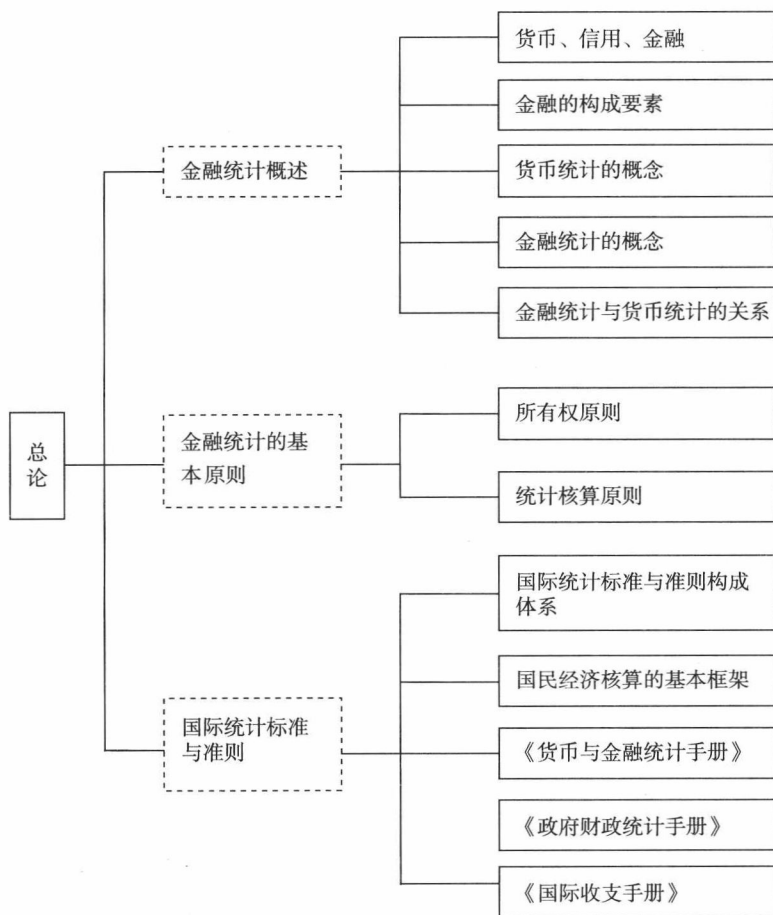 总论
金融统计概述
货币、信用、金融
金融的构成要素
货币统计的概念
金融统计的概念
金融统计与货币统计的关系
金融统计的基
本原则
所有权原则
统计核算原则
国际统计标准
与准则
国际统计标准与准则构成
体系
国民经济核算的基本框架
《货币与金融统计手册》
《政府财政统计手册》
《国际收支手册》